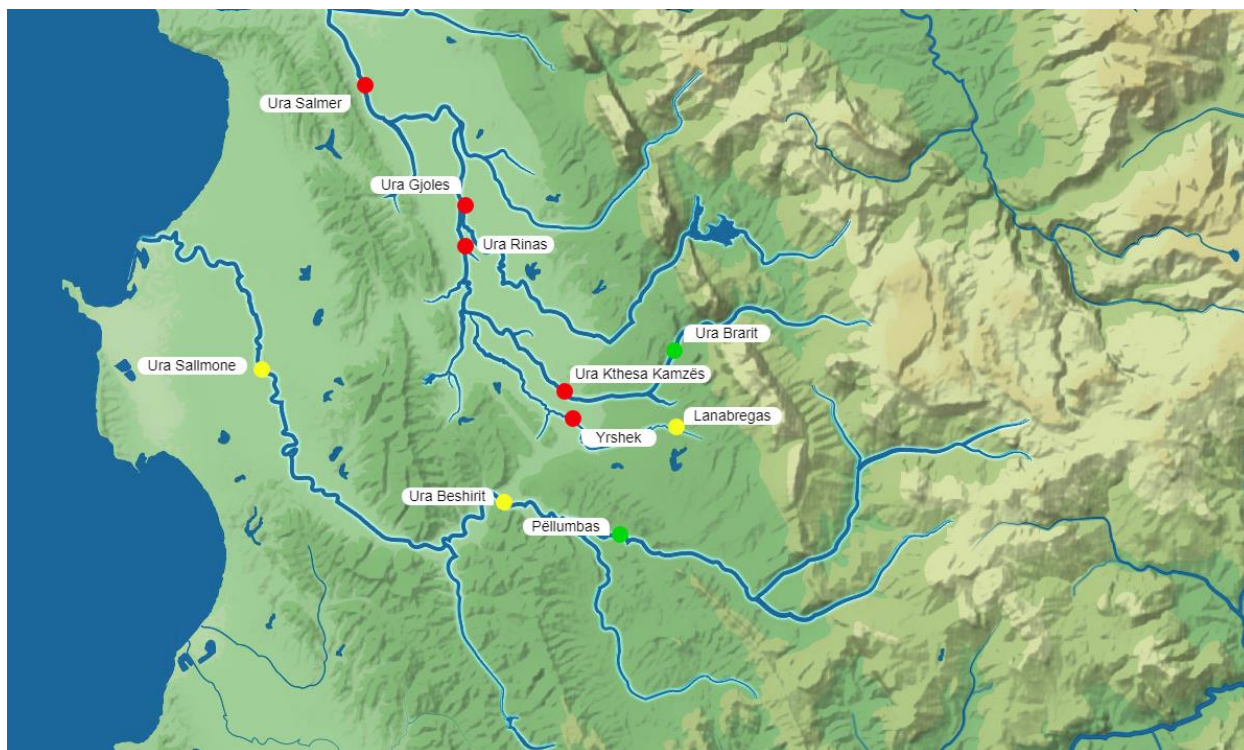 Ura Salmer
Ura Gjoles
Ura Rinas
Ura Brarit
Ura Sallmone
Ura Kthesa Kamzës
Lanabregas
Yrshek
Ura Beshirit
Pëllumbas